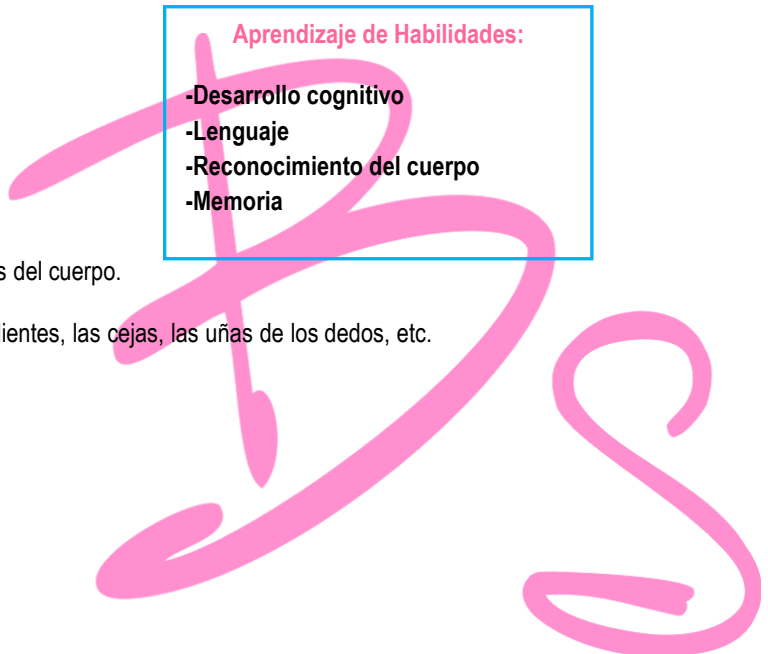 Aprendizaje de Habilidades:
-Desarrollo cognitivo
-Lenguaje
-Reconocimiento del cuerpo
-Memoria
del cuerpo.
las cejas, las uñas de los dedos, etc.
BS